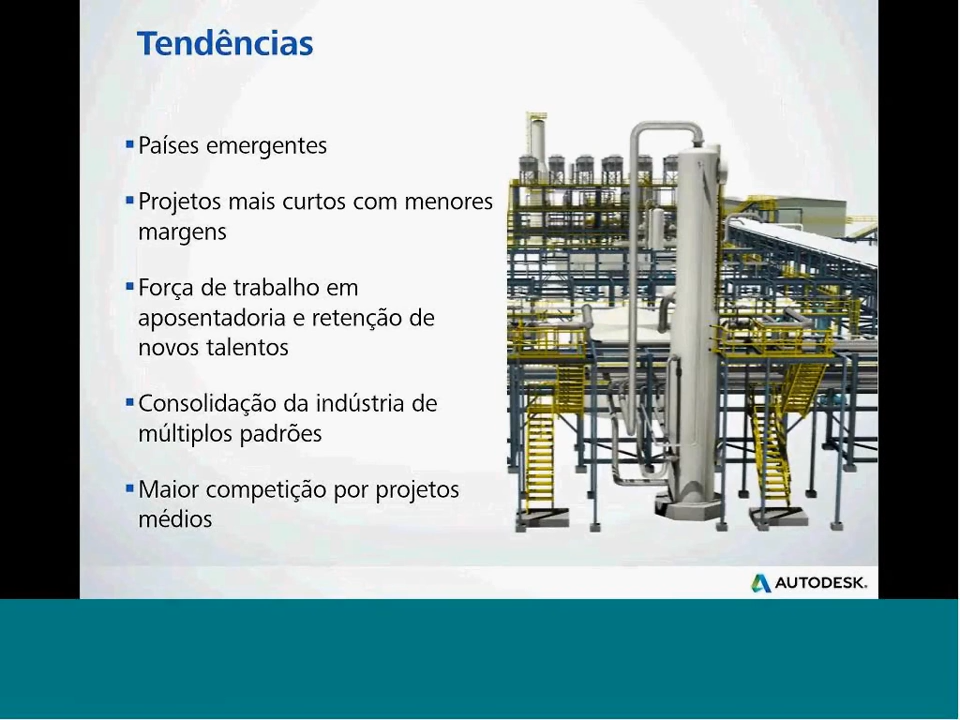 Tendências
▪Países emergentes
▪Projetos mais curtos com menores
margens
▪Força de trabalho em
aposentadoria e retenção de
novos talentos
▪Consolidação da indústria de
múltiplos padrões
▪Maior competição por projetos
médios
AUTODESK.